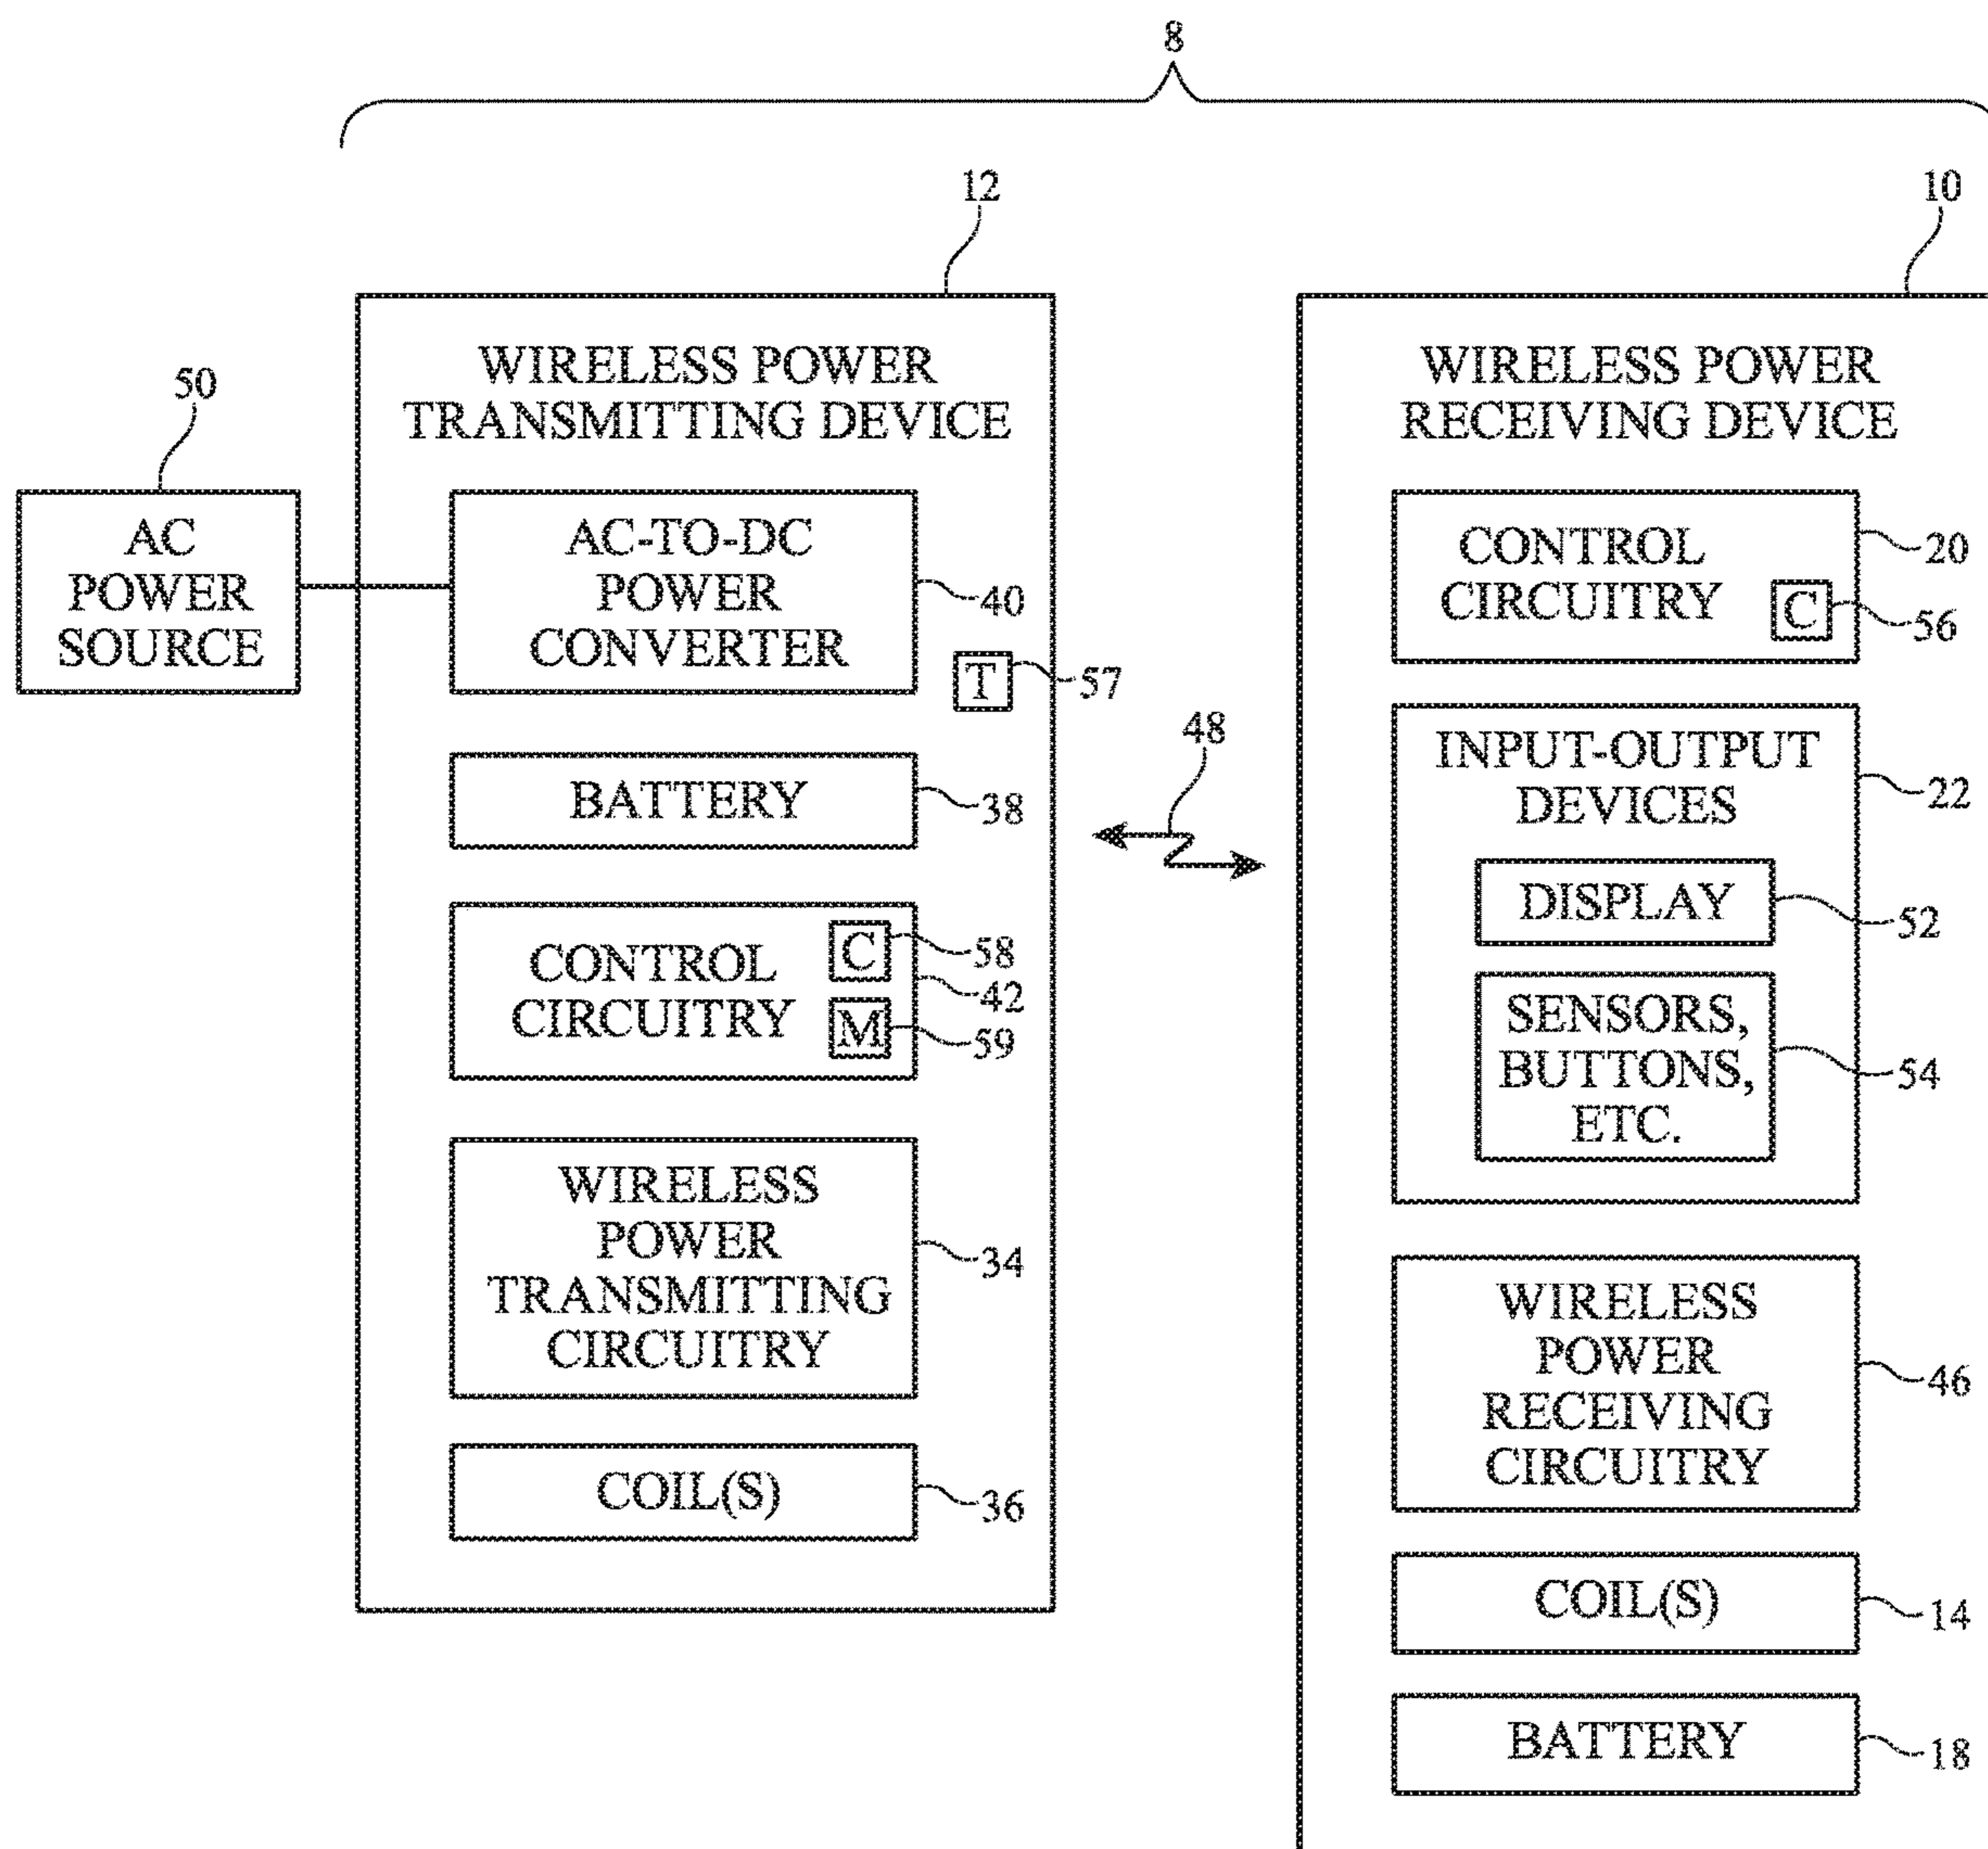 8
12
10
50
WIRELESS POWER
TRANSMITTING DEVICE
AC
POWER
SOURCE
AC-TO-DC
POWER
CONVERTER
40
T
57
BATTERY
38
CONTROL
CIRCUITRY
C
58
42
M
59
WIRELESS
POWER
TRANSMITTING
CIRCUITRY
34
COIL(S)
36
48
WIRELESS POWER
RECEIVING DEVICE
CONTROL
CIRCUITRY
C
20
56
INPUT-OUTPUT
DEVICES
22
DISPLAY
52
SENSORS,
BUTTONS,
ETC.
54
WIRELESS
POWER
RECEIVING
CIRCUITRY
46
COIL(S)
14
BATTERY
18